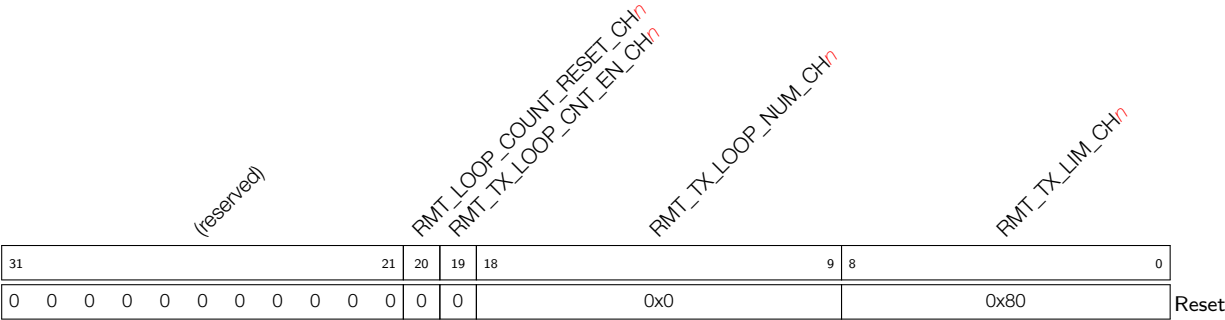 (reserved)
RMT_LOOP_COUNT_RESET_CHn
RMT_TX_LOOP_CNT_EN_CHn
RMT_TX_LOOP_NUM_CHn
RMT_TX_LIM_CHn
31 21 20 19 18 9 8 0
0 0 0 0 0 0 0 0 0 0 0 0 0 0x0 0x80 Reset